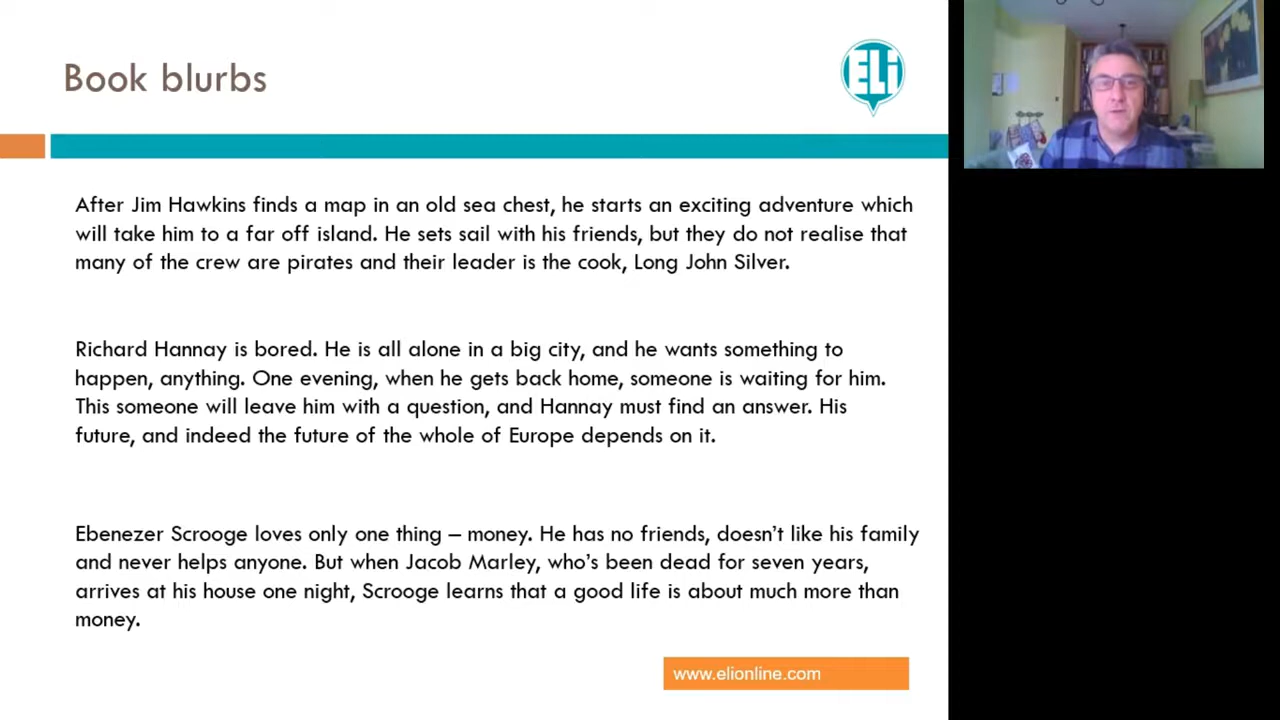 Book blurbs
ELi
After Jim Hawkins finds a map in an old sea chest, he starts an exciting adventure which
will take him to a far off island. He sets sail with his friends, but they do not realise that
many of the crew are pirates and their leader is the cook, Long John Silver.
Richard Hannay is bored. He is all alone in a big city, and he wants something to
happen, anything. One evening, when he gets back home, someone is waiting for him.
This someone will leave him with a question, and Hannay must find an answer. His
future, and indeed the future of the whole of Europe depends on it.
Ebenezer Scrooge loves only one thing – money. He has no friends, doesn’t like his family
and never helps anyone. But when Jacob Marley, who’s been dead for seven years,
arrives at his house one night, Scrooge learns that a good life is about much more than
money.
www.elionline.com